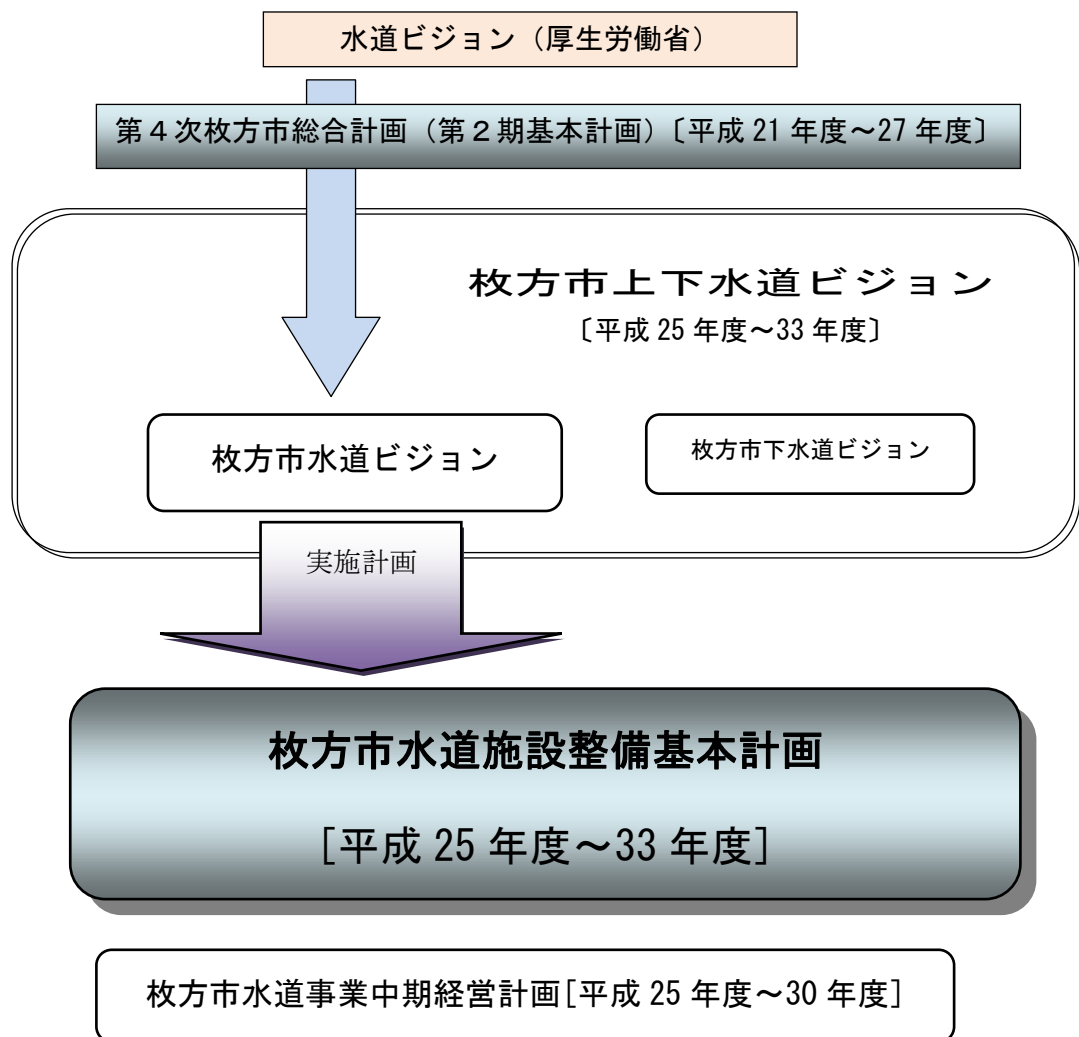 水道ビジョン（厚生労働省）
第４次枚方市総合計画（第２期基本計画）〔平成 21 年度～27 年度〕
枚方市上下水道ビジョン
〔平成 25 年度～33 年度〕
枚方市水道ビジョン
枚方市下水道ビジョン
実施計画
枚方市水道施設整備基本計画
［平成 25 年度～33 年度］
枚方市水道事業中期経営計画［平成 25 年度～30 年度］